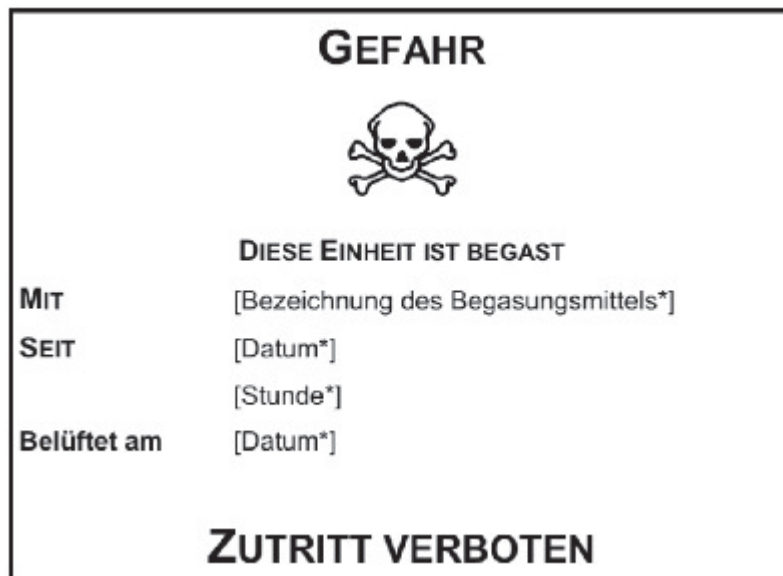 GEFAHR
DIESE EINHEIT IST BEGAST
MIT [Bezeichnung des Begasungsmittels*]
SEIT [Datum*]
[Stunde*]
Belüftet am [Datum*]
ZUTRITT VERBOTEN